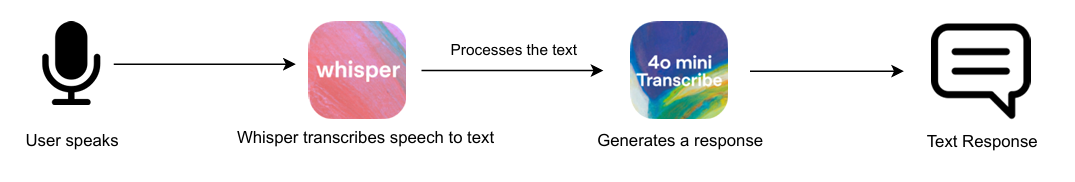 Processes the text
whisper
4o mini
Transcribe
User speaks
Whisper transcribes speech to text
Generates a response
Text Response